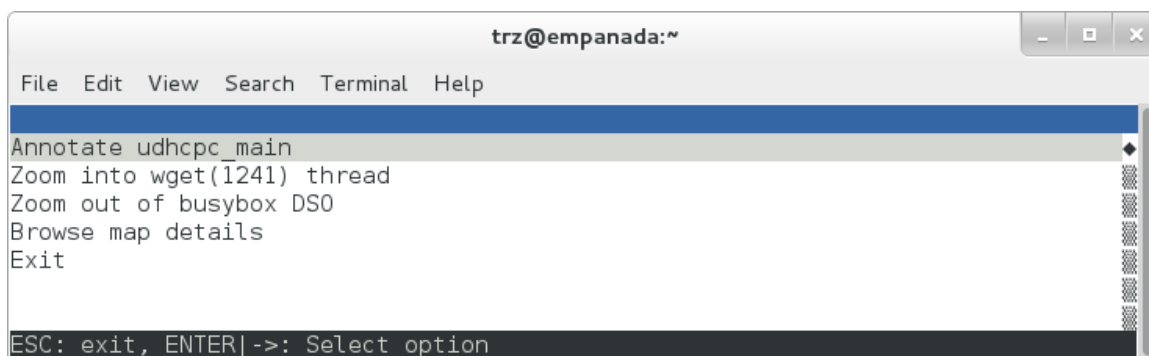 trz@empanada:~
File Edit View Search Terminal Help
Annotate udhcpc_main
Zoom into wget(1241) thread
Zoom out of busybox DSO
Browse map details
Exit
ESC: exit, ENTER|->: Select option